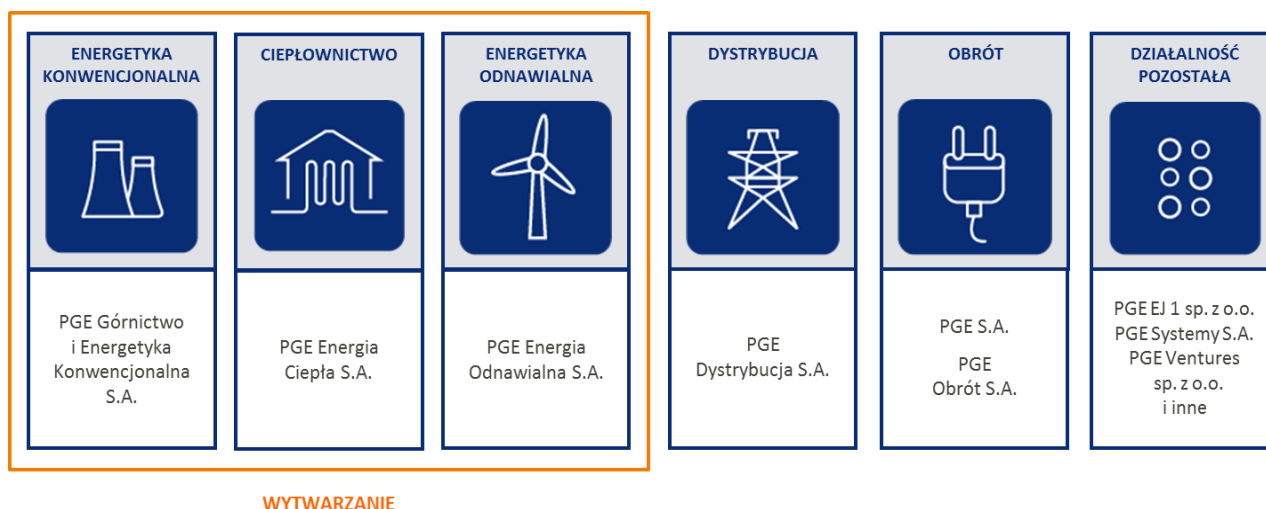 ENERGETYKA
KONWENCJONALNA
PGE Górnictwo
i Energetyka
Konwencjonalna
S.A.
CIEPŁOWNICTWO
PGE Energia
Ciepła S.A.
ENERGETYKA
ODNAWIALNA
PGE Energia
Odnawialna S.A.
WYTWARZANIE
DYSTRYBUCJA
PGE
Dystrybucja S.A.
OBRÓT
PGE S.A.
PGE
Obrót S.A.
DZIAŁALNOŚĆ
POZOSTAŁA
PGE EJ 1 sp. z o.o.
PGE Systemy S.A.
PGE Ventures
sp. z o.o.
i inne